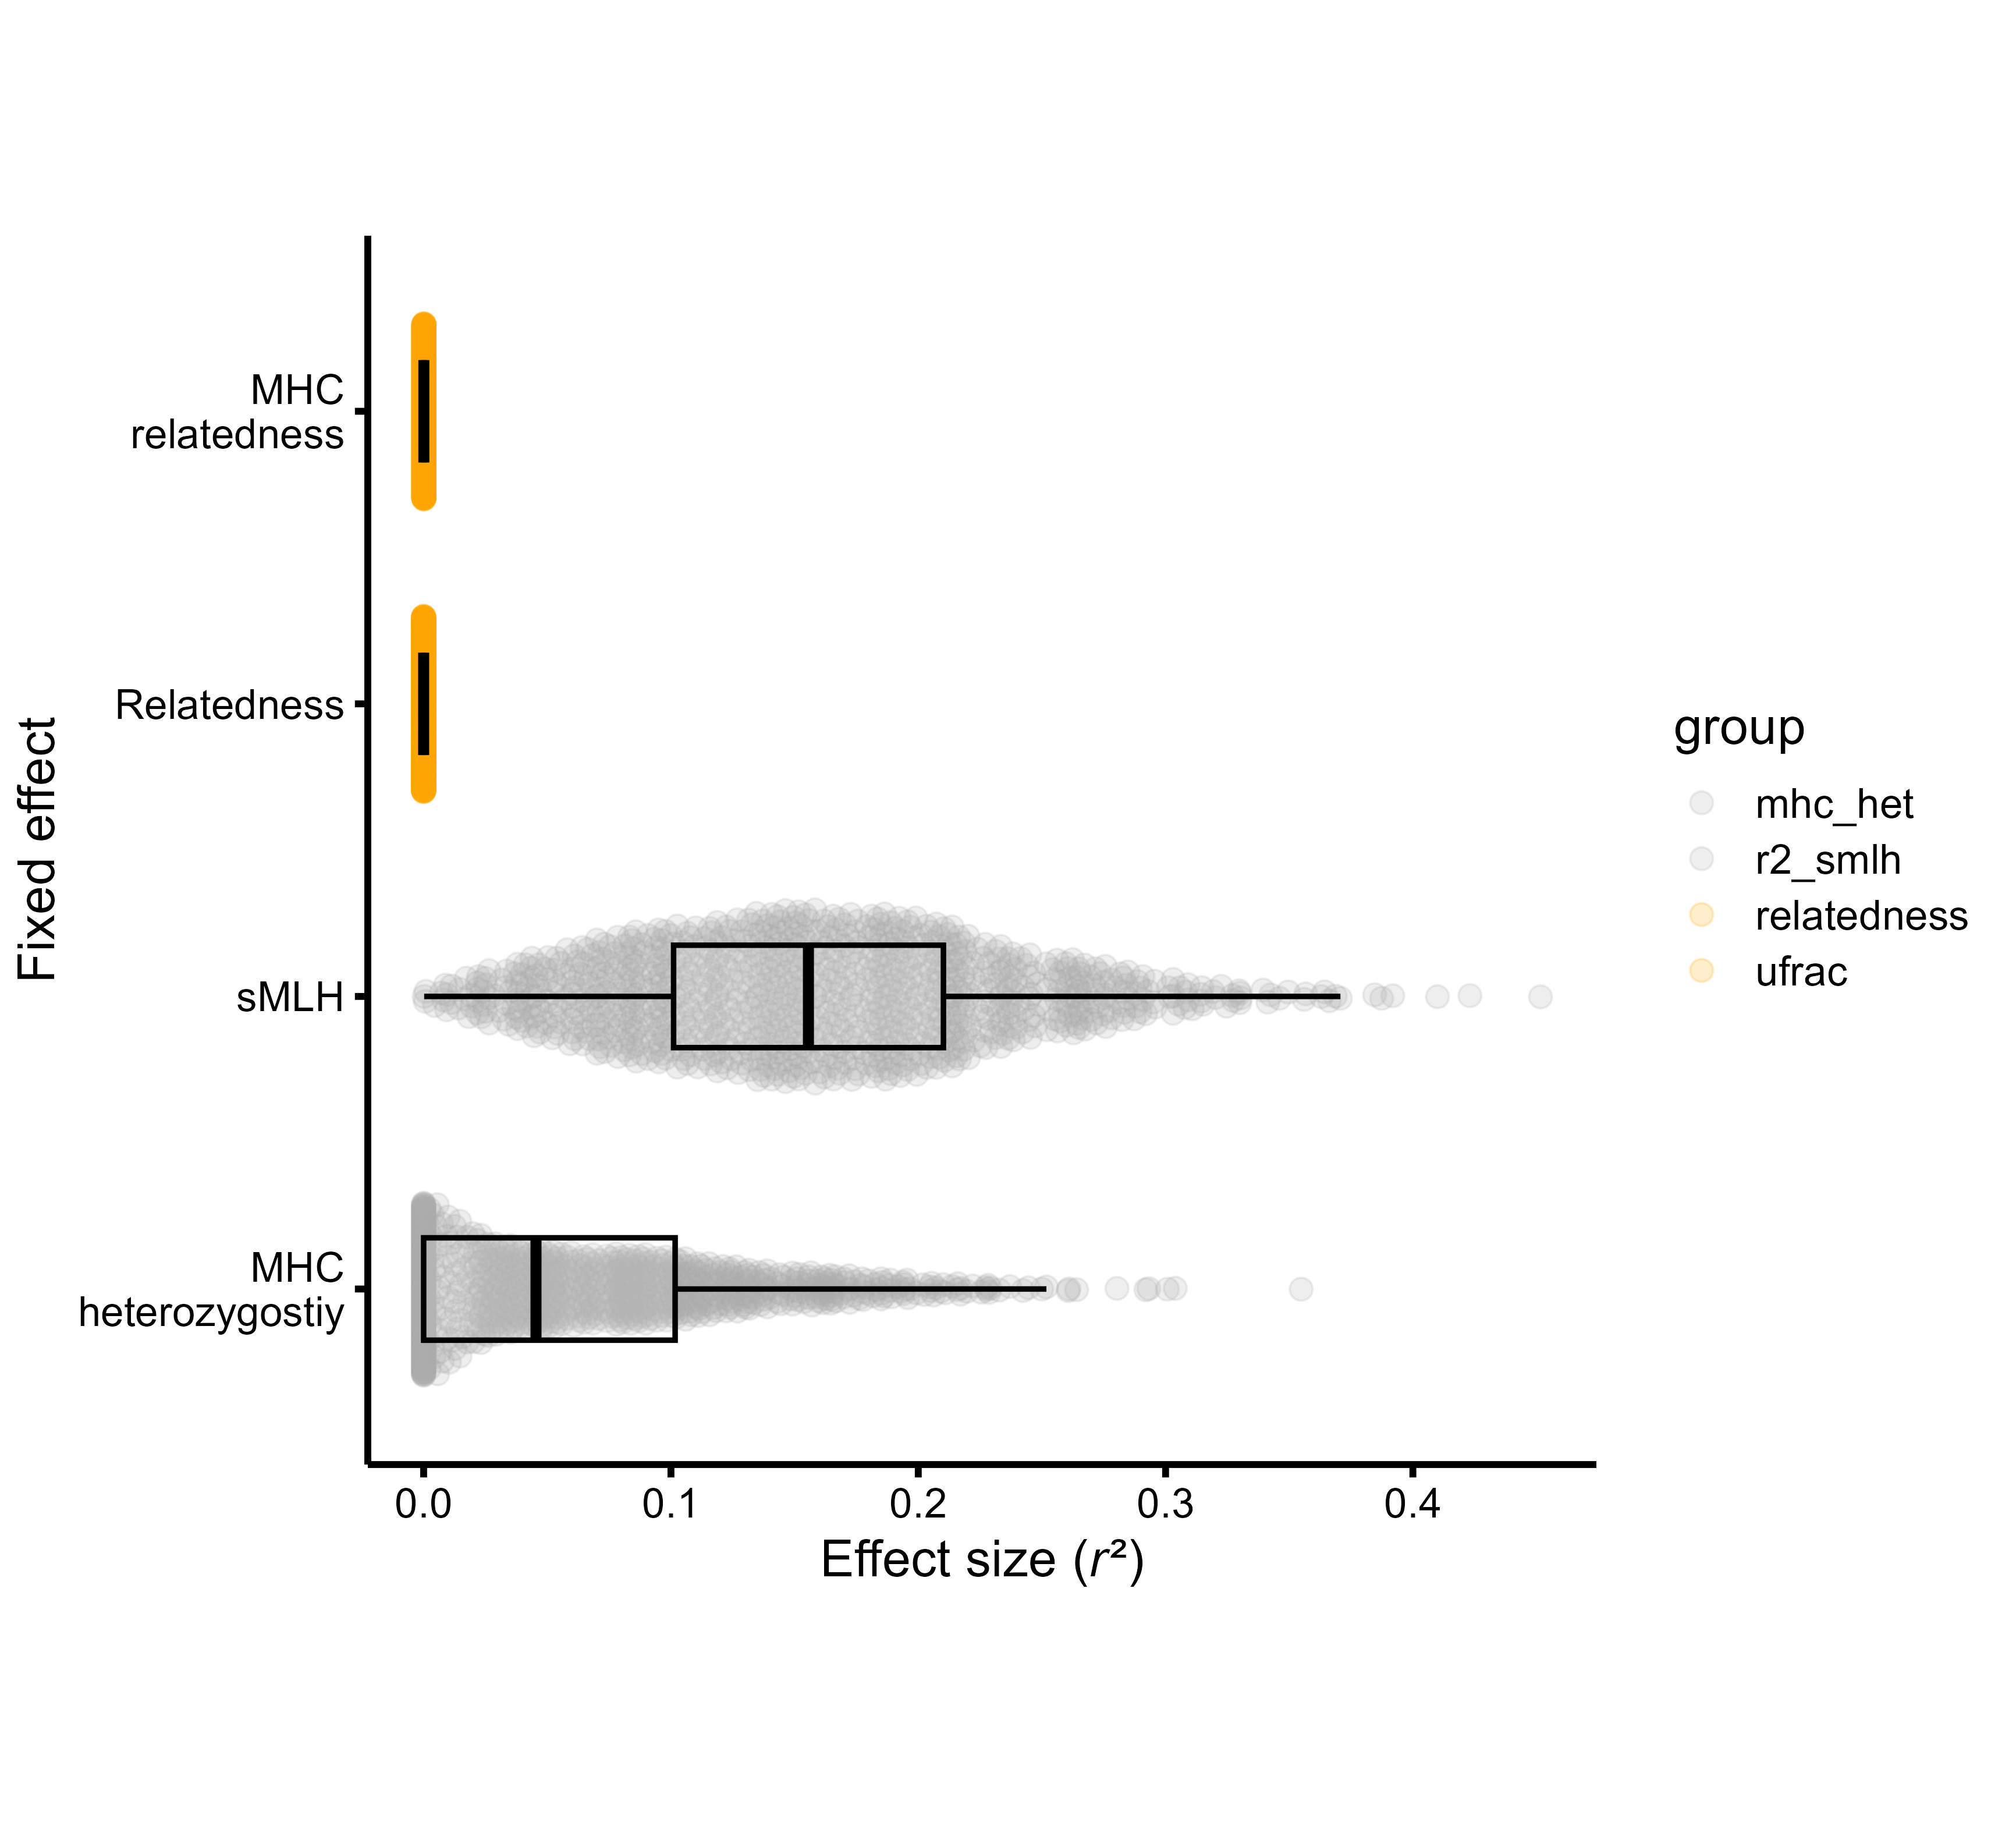 MHC
relatedness
Relatedness
sMLH
MHC
heterozygostiy
Fixed effect
0.0
0.1
0.2
0.3
0.4
Effect size (r²)
group
mhc_het
r2_smlh
relatedness
ufrac